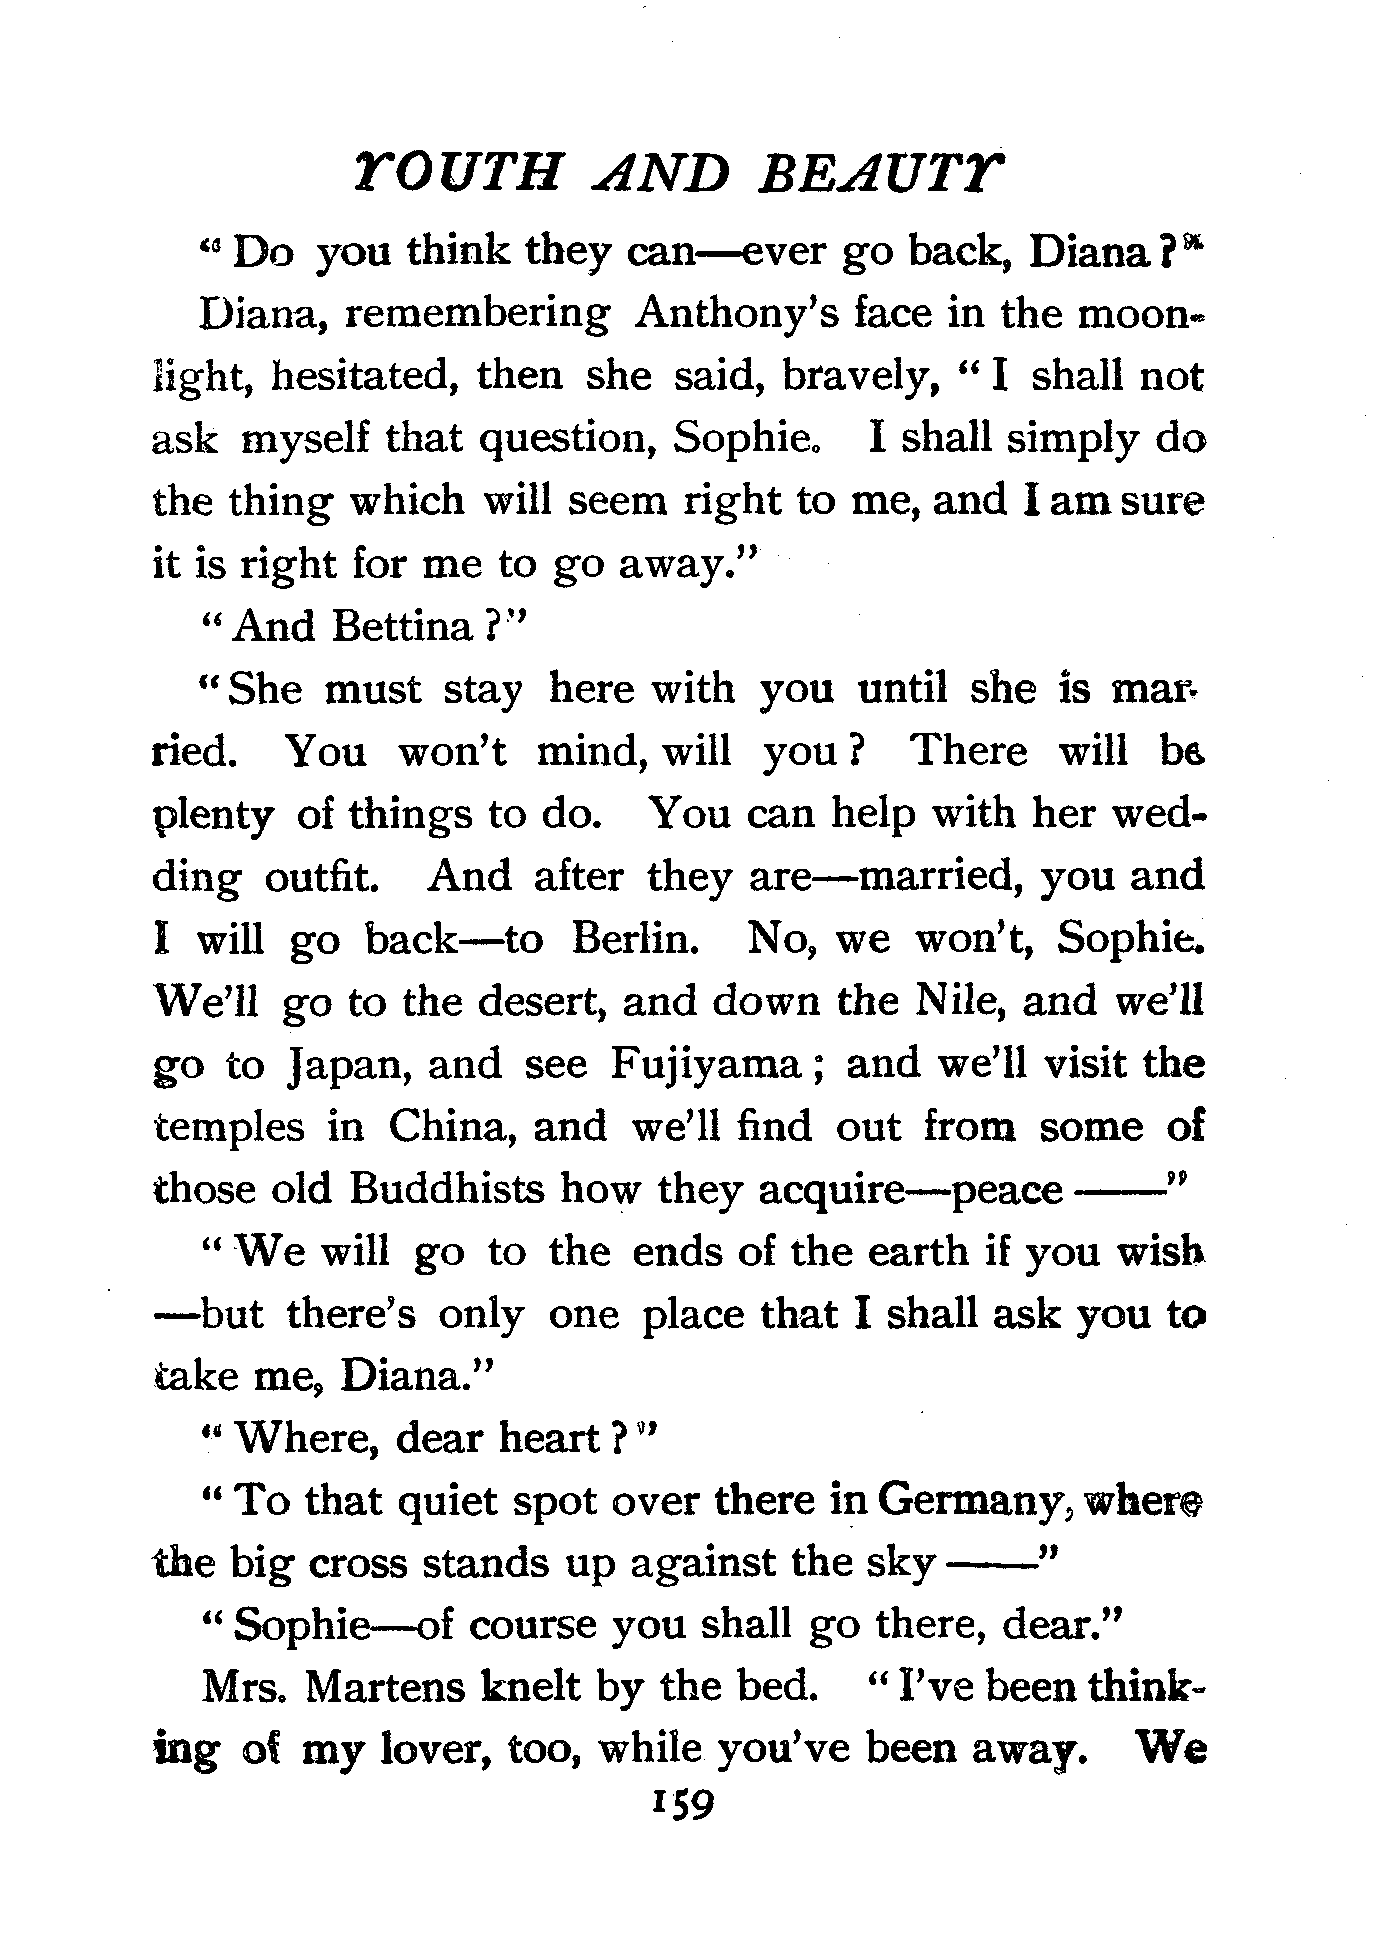 YOUTH AND BEAUTY
"Do you think they can—ever go back, Diana?"
Diana, remembering Anthony's face in the moon-
light, hesitated, then she said, bravely, "I shall not
ask myself that question, Sophie. I shall simply do
the thing which will seem right to me, and I am sure
it is right for me to go away."
"And Bettina?"
"She must stay here with you until she is mar-
ried. You won't mind, will you? There will be
plenty of things to do. You can help with her wed-
ding outfit. And after they are—married, you and
I will go back—to Berlin. No, we won't, Sophie.
We'll go to the desert, and down the Nile, and we'll
go to Japan, and see Fujiyama; and we'll visit the
temples in China, and we'll find out from some of
those old Buddhists how they acquire—peace ——"
"We will go to the ends of the earth if you wish
—but there's only one place that I shall ask you to
take me, Diana."
"Where, dear heart?"
"To that quiet spot over there in Germany, where
the big cross stands up against the sky ——"
"Sophie—of course you shall go there, dear."
Mrs. Martens knelt by the bed. "I've been think-
ing of my lover, too, while you've been away. We
159